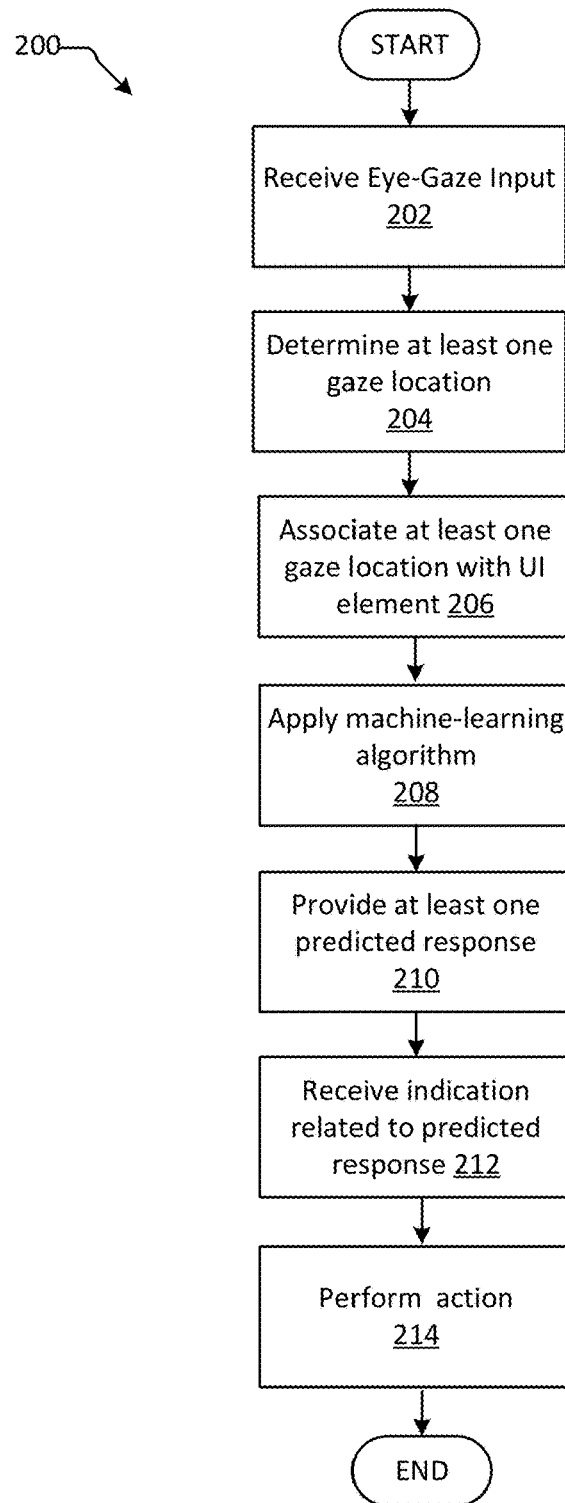 200
START
Receive Eye-Gaze Input
202
Determine at least one
gaze location
204
Associate at least one
gaze location with UI
element 206
Apply machine-learning
algorithm
208
Provide at least one
predicted response
210
Receive indication
related to predicted
response 212
Perform action
214
END